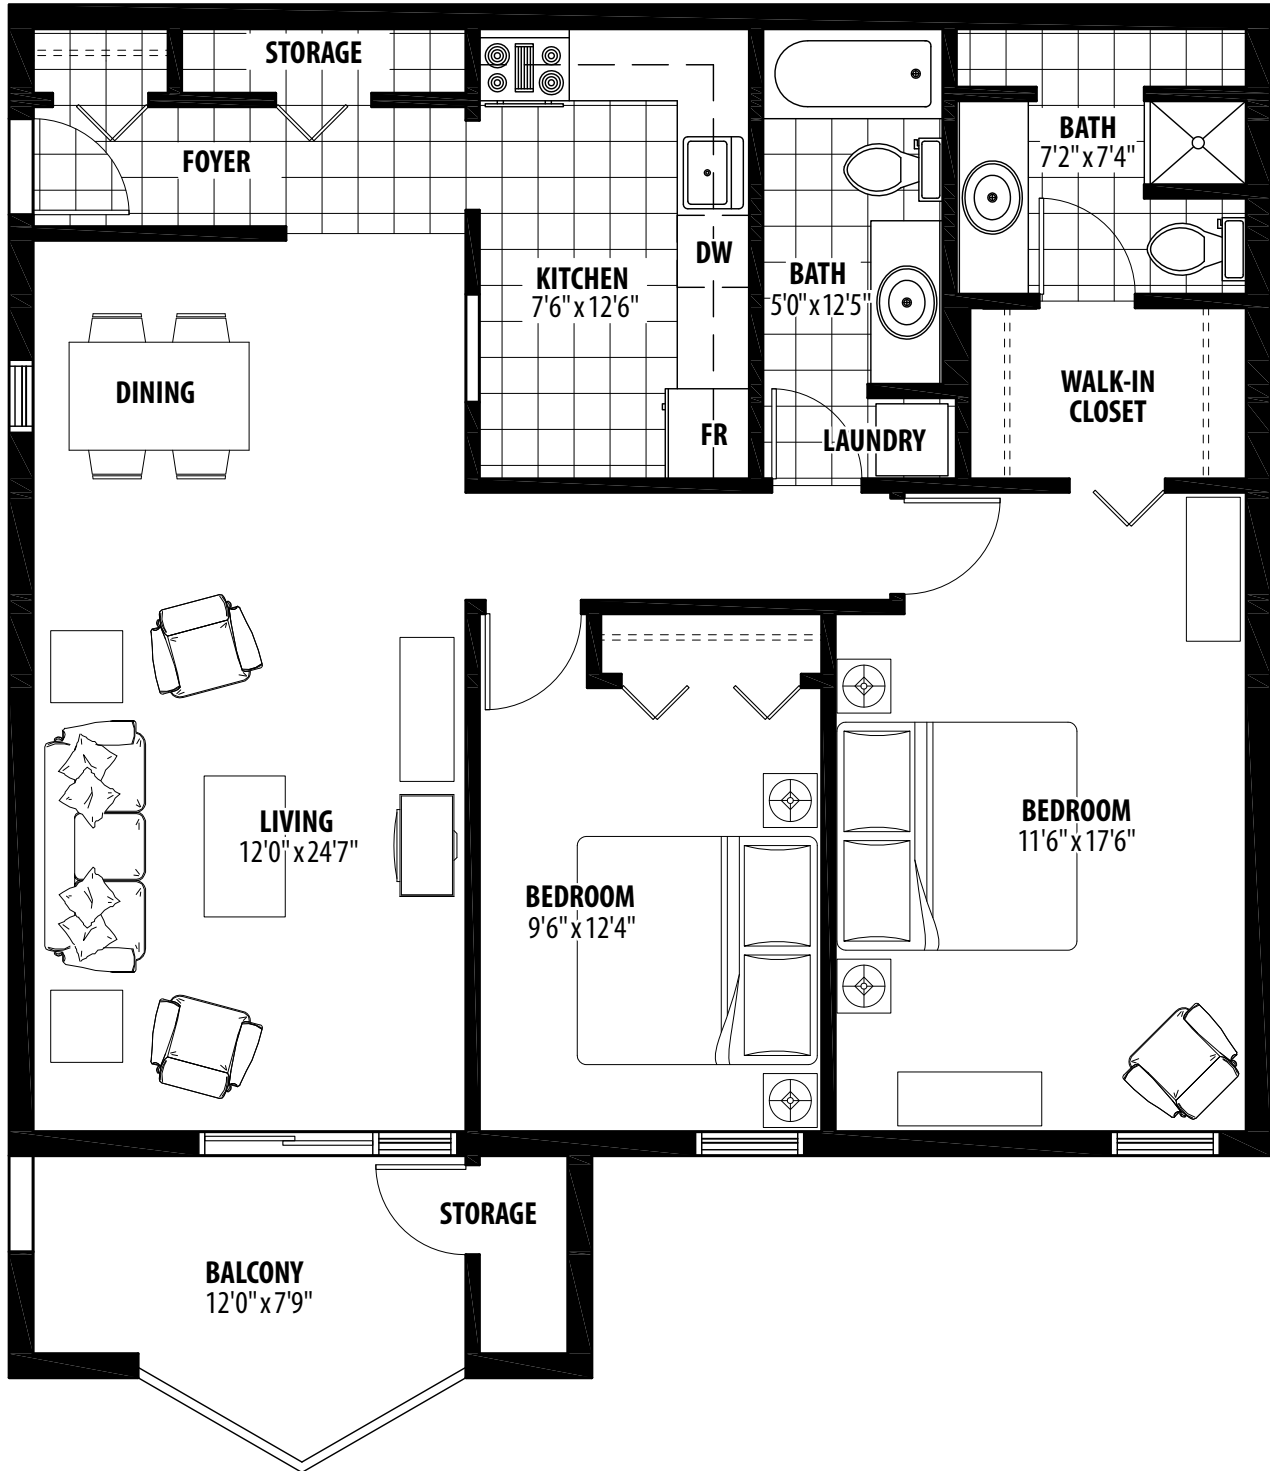 STORAGE
FOYER
BATH
7'2" x 7'4"
KITCHEN
7'6" x 12'6"
DW
BATH
5'0" x 12'5"
DINING
WALK-IN
CLOSET
FR
LAUNDRY
LIVING
12'0" x 24'7"
BEDROOM
11'6" x 17'6"
BEDROOM
9'6" x 12'4"
STORAGE
BALCONY
12'0" x 7'9"